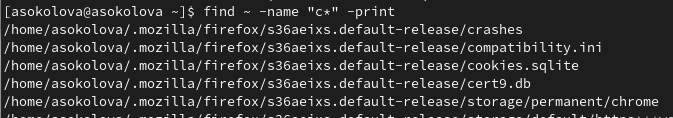 [asokolova@asokolova ~]$ find ~ -name "c*" -print
/home/asokolova/.mozilla/firefox/s36aeixs.default-release/crashes
/home/asokolova/.mozilla/firefox/s36aeixs.default-release/compatibility.ini
/home/asokolova/.mozilla/firefox/s36aeixs.default-release/cookies.sqlite
/home/asokolova/.mozilla/firefox/s36aeixs.default-release/cert9.db
/home/asokolova/.mozilla/firefox/s36aeixs.default-release/storage/permanent/chrome